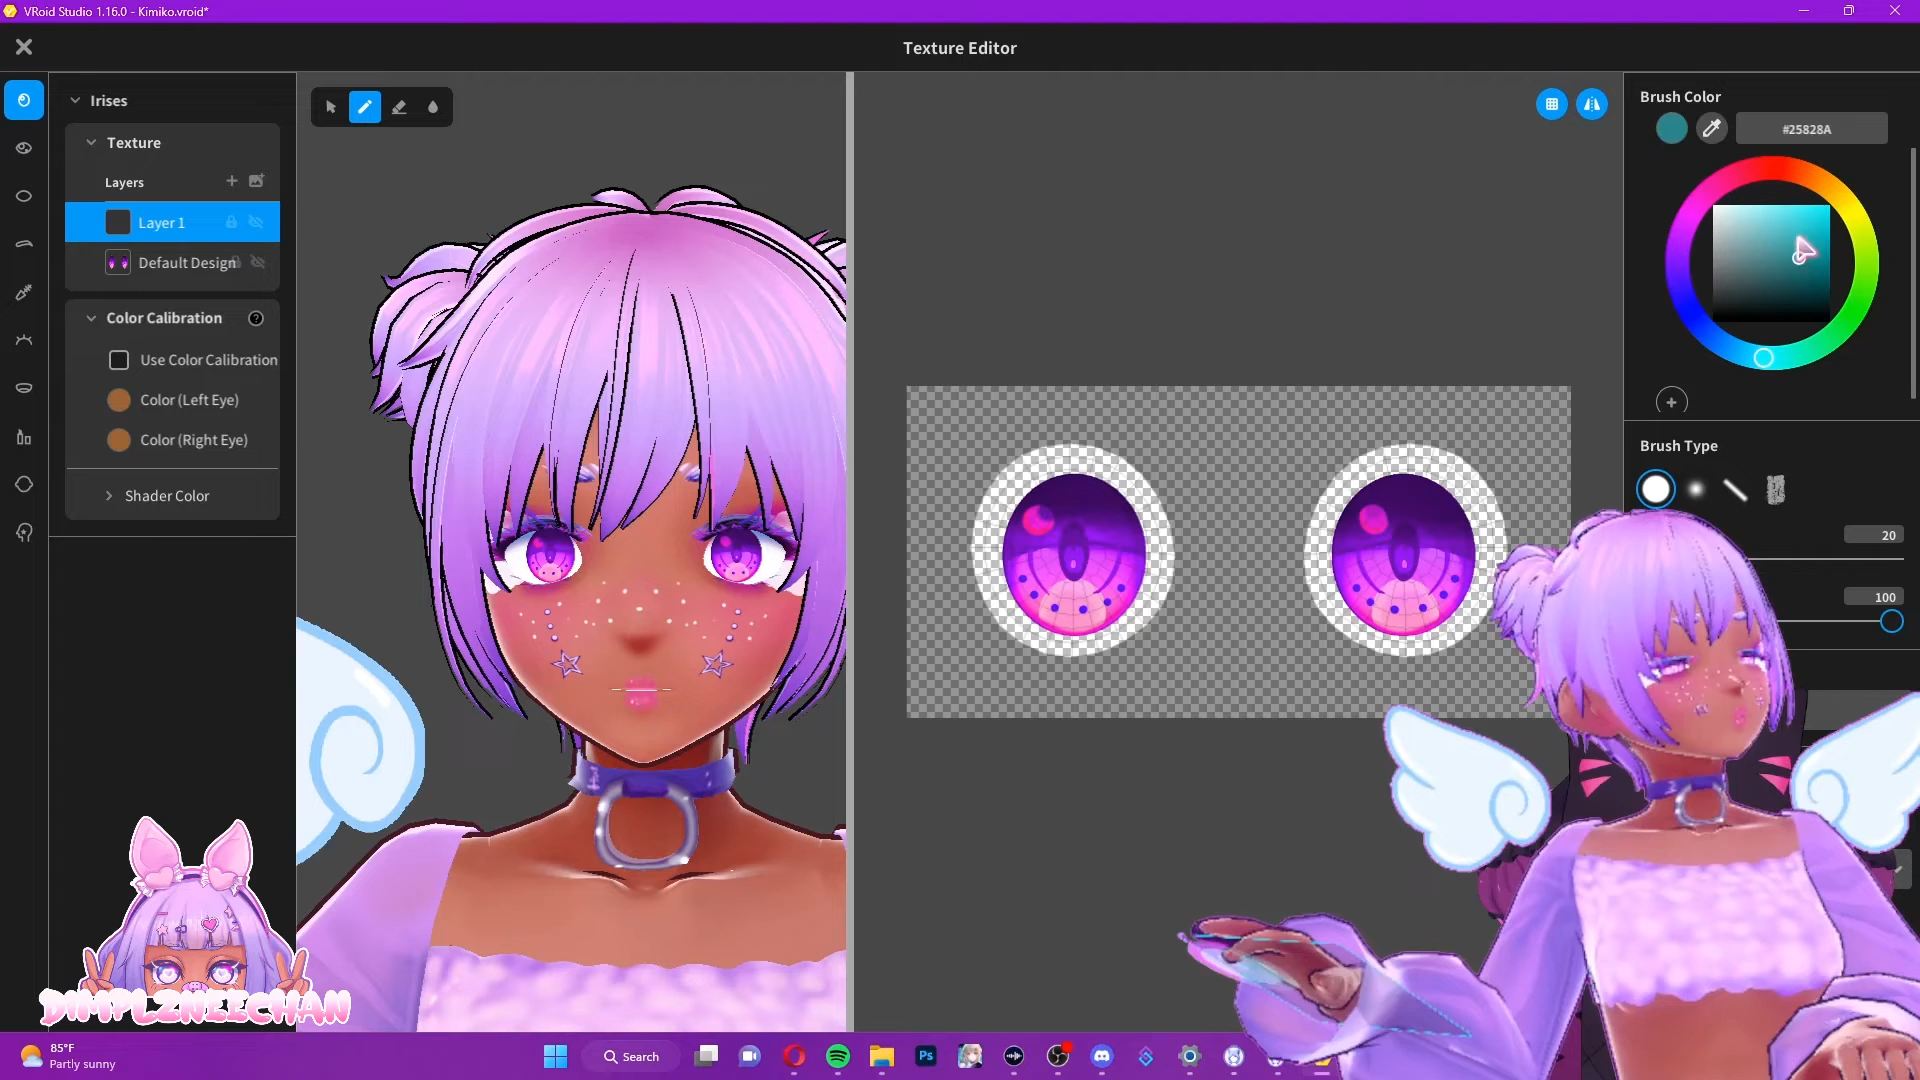 VRoid Studio 1.16.0 - Kimiko.vroid*
Texture Editor
Irises
Texture
Layers
Layer 1
Default Design
Color Calibration
?
Use Color Calibration
Color (Left Eye)
Color (Right Eye)
Shader Color
Brush Color
#25828A
Brush Type
20
100
DIMPLZNEECHAN
85°F
Partly sunny
Search
Ps